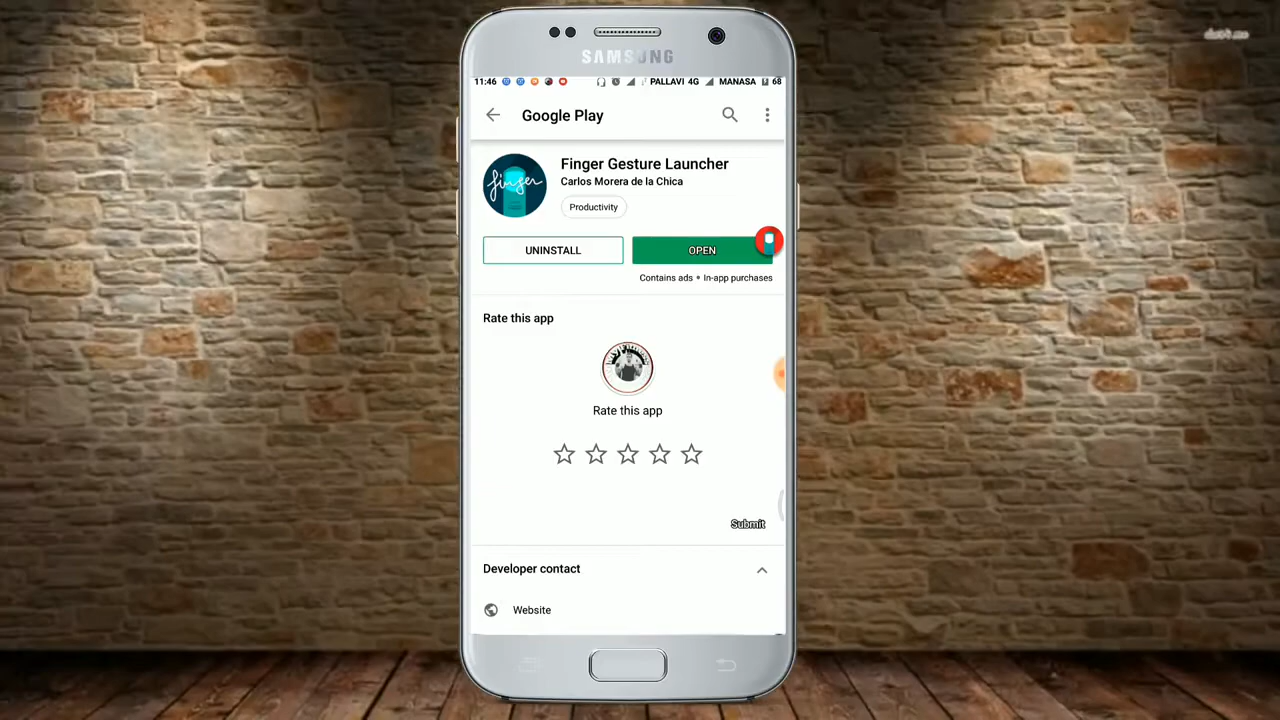 SAMSUNG
11:46 PALLAVI 4G MANASA 68
Google Play
finger
Finger Gesture Launcher
Carlos Morera de la Chica
Productivity
UNINSTALL
OPEN
Contains ads • In-app purchases
Rate this app
Rate this app
Submit
Developer contact
Website